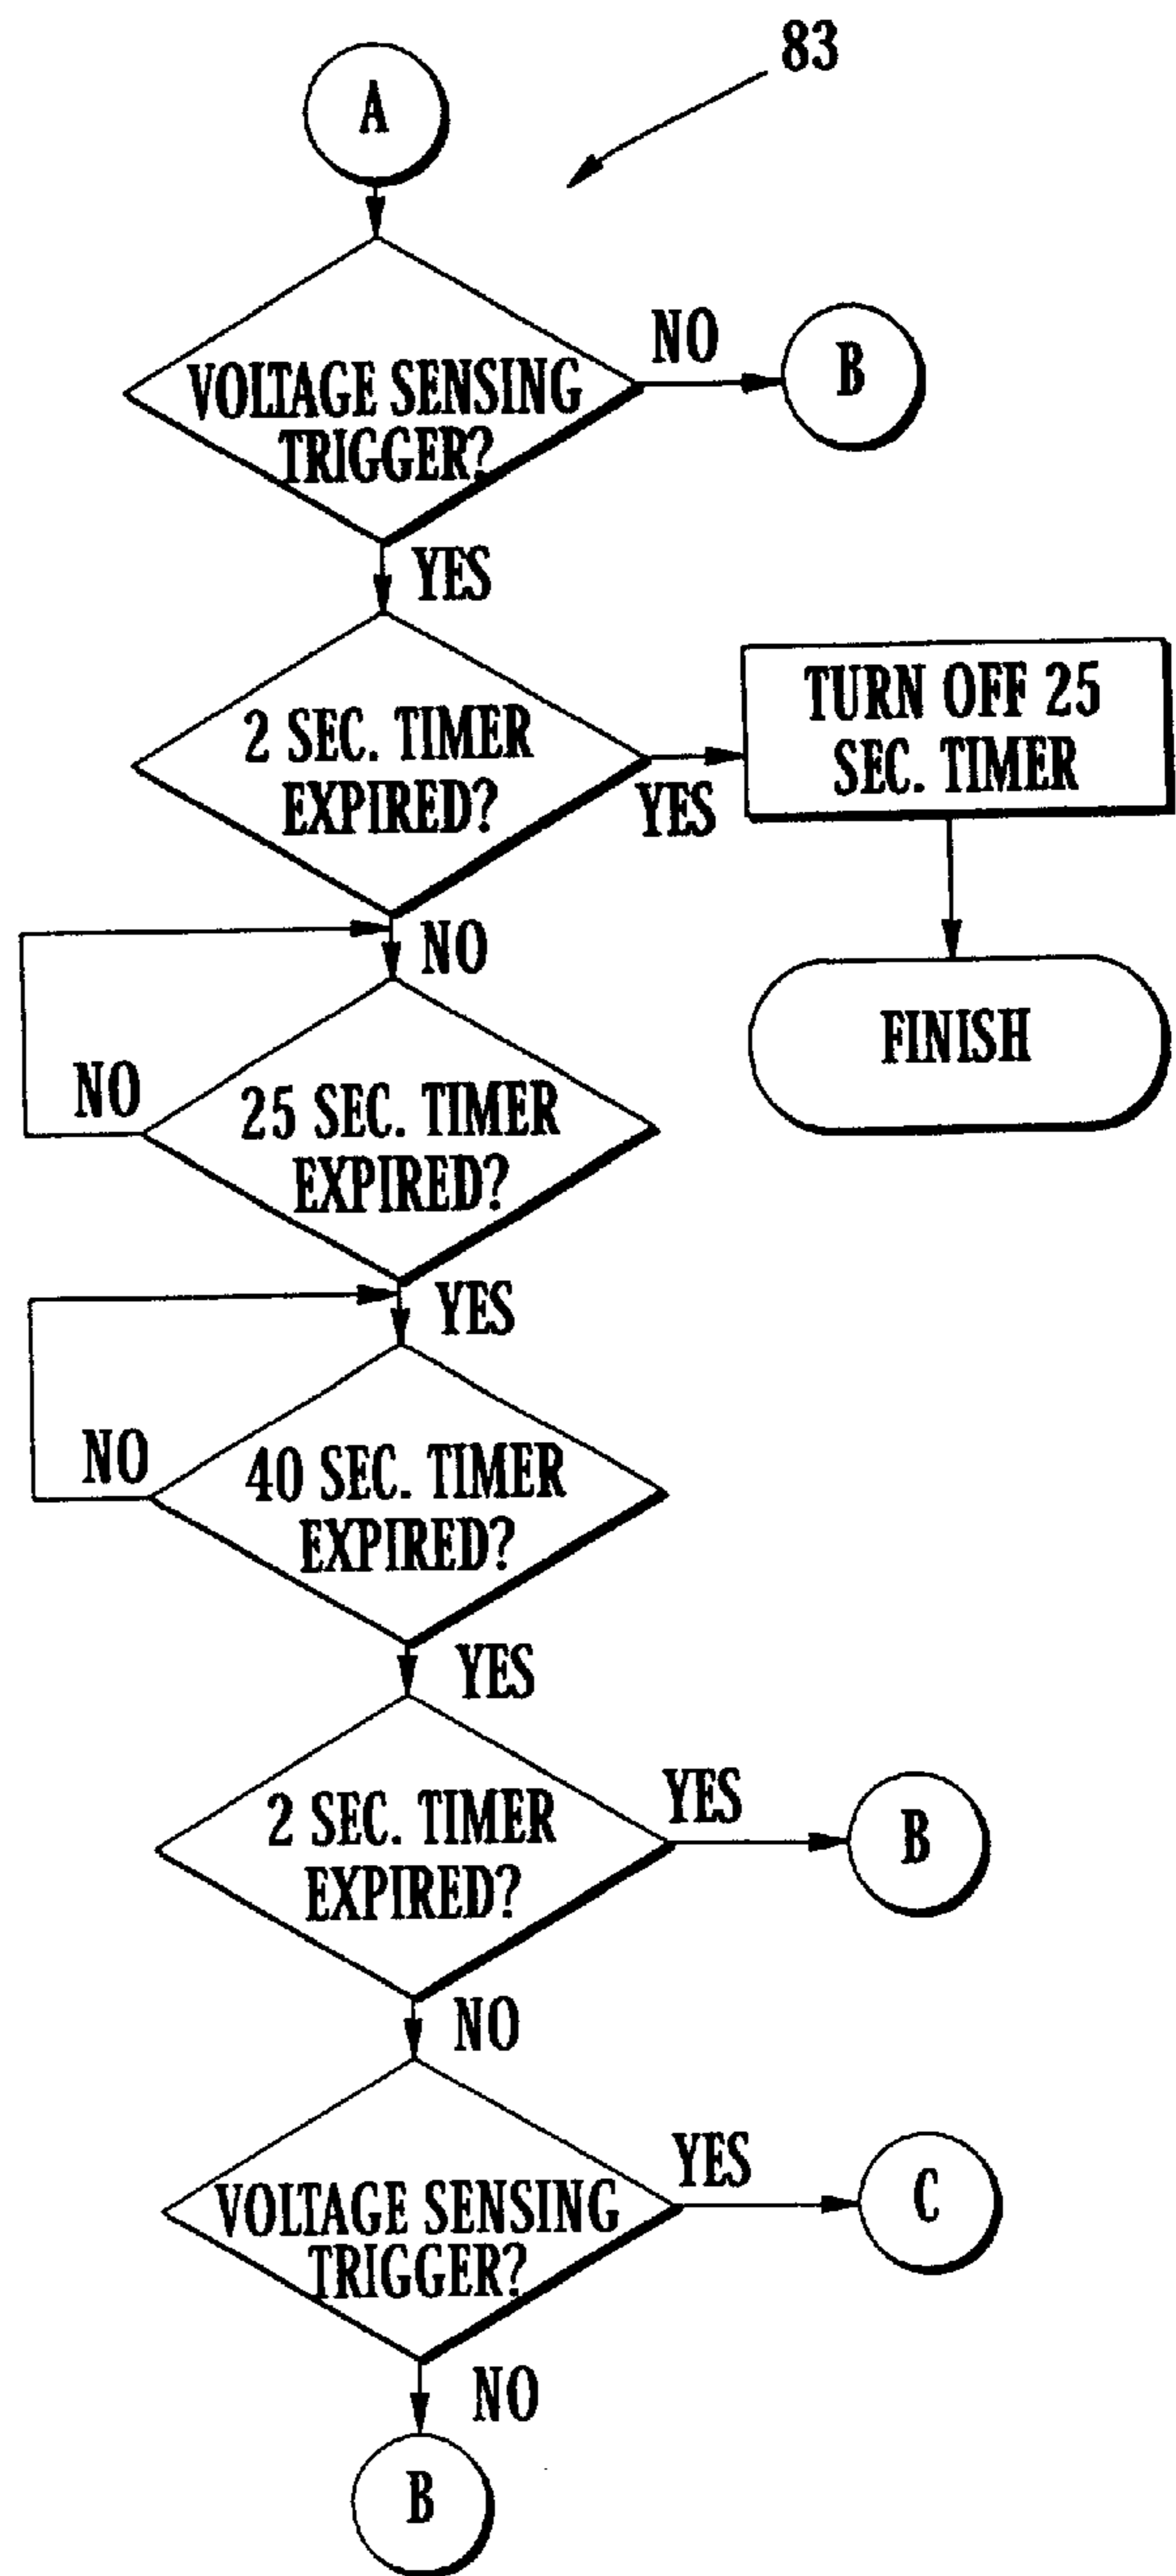 83
A
VOLTAGE SENSING
TRIGGER?
NO
B
YES
2 SEC. TIMER
EXPIRED?
YES
TURN OFF 25
SEC. TIMER
NO
FINISH
25 SEC. TIMER
EXPIRED?
NO
YES
40 SEC. TIMER
EXPIRED?
NO
YES
2 SEC. TIMER
EXPIRED?
YES
B
NO
VOLTAGE SENSING
TRIGGER?
YES
C
NO
B